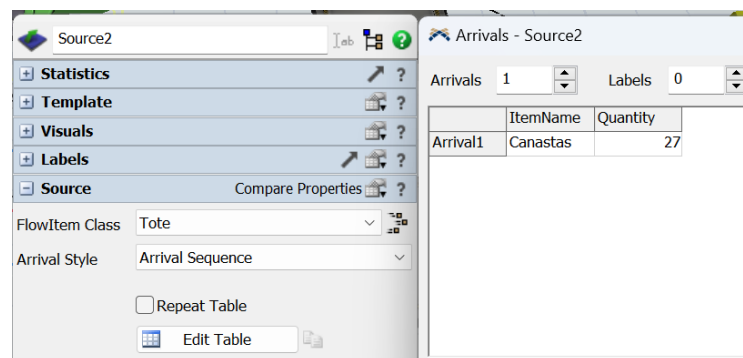 Source2
Statistics ?
Template ?
Visuals ?
Labels ?
Source Compare Properties ?
FlowItem Class Tote
Arrival Style Arrival Sequence
Repeat Table
Edit Table
Arrivals - Source2
Arrivals 1 Labels 0
ItemName Quantity
Arrival1 Canastas 27